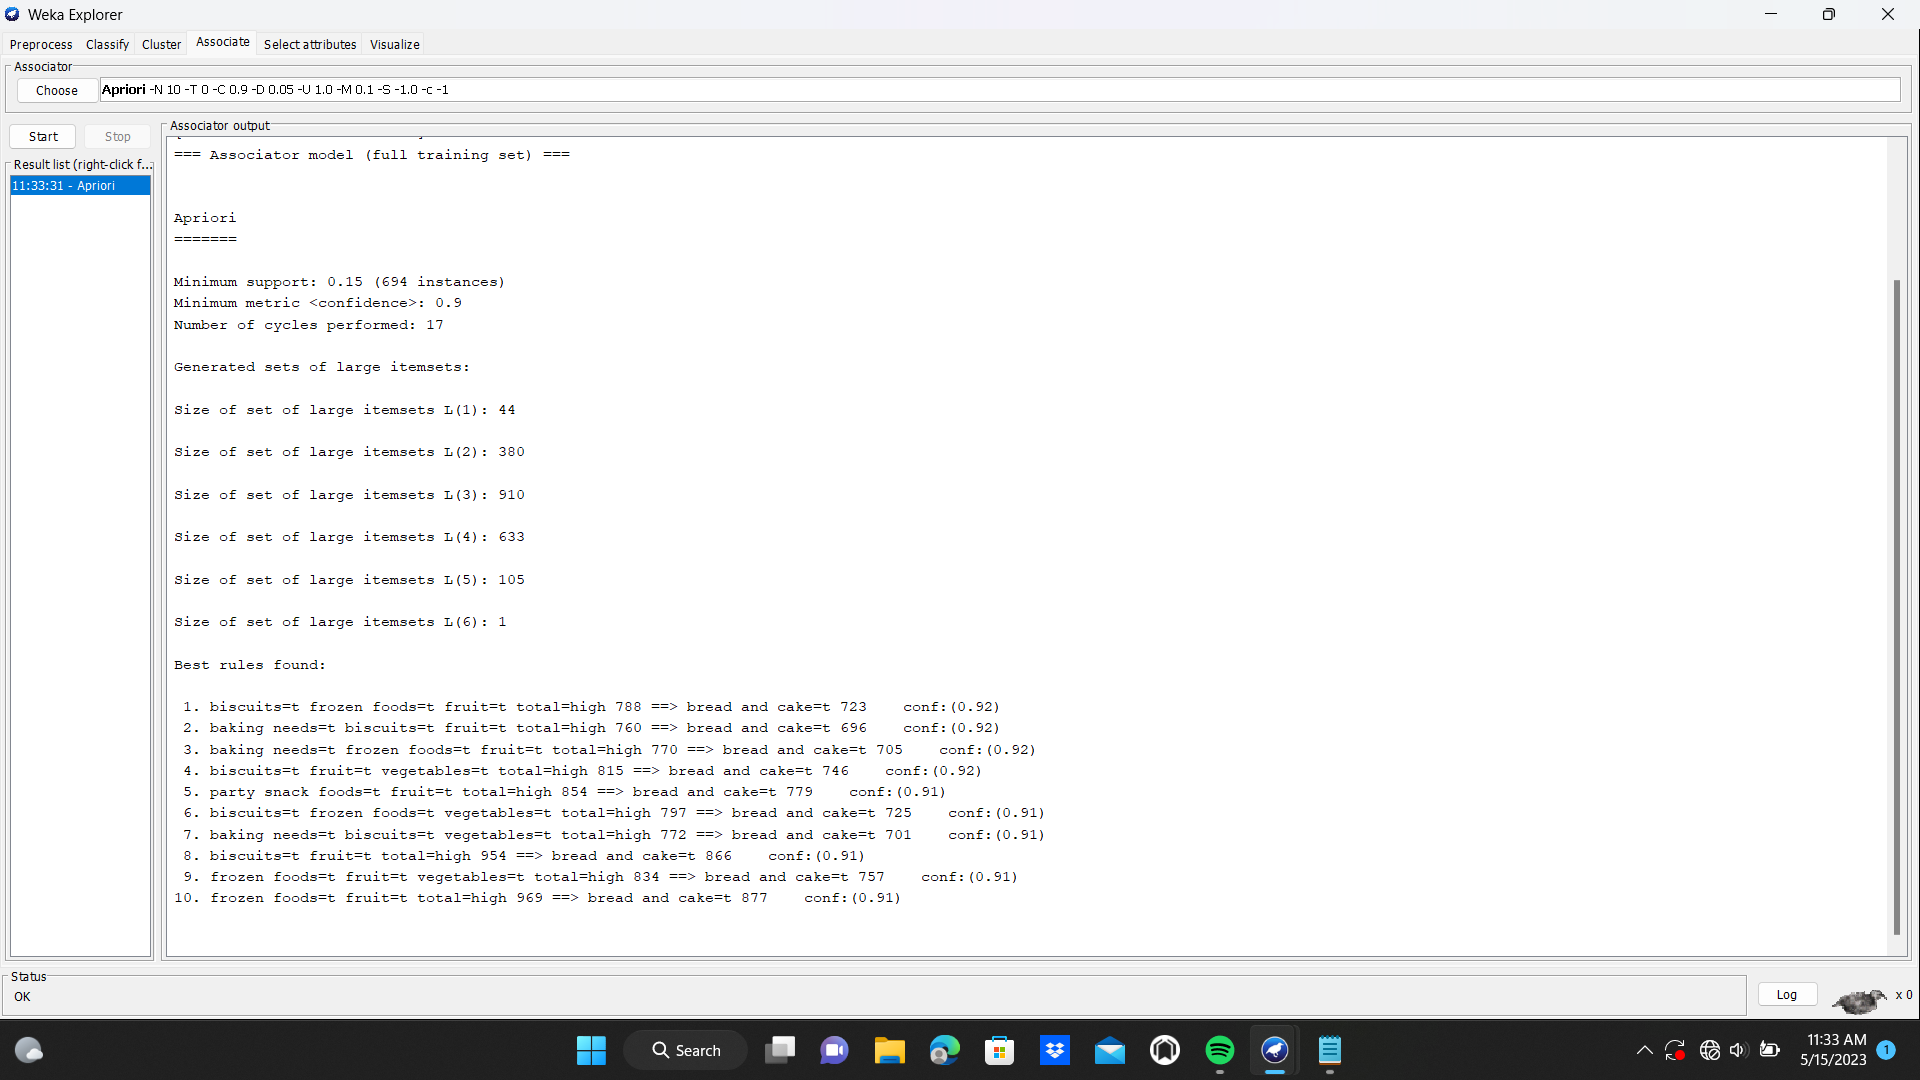 Weka Explorer
Preprocess Classify Cluster Associate Select attributes Visualize
Associator
Choose Apriori -N 10 -T 0 -C 0.9 -D 0.05 -U 1.0 -M 0.1 -S -1.0 -c -1
Start Stop
Associator output
Result list (right-click f...
11:33:31 - Apriori
=== Associator model (full training set) ===
Apriori
=======
Minimum support: 0.15 (694 instances)
Minimum metric <confidence>: 0.9
Number of cycles performed: 17
Generated sets of large itemsets:
Size of set of large itemsets L(1): 44
Size of set of large itemsets L(2): 380
Size of set of large itemsets L(3): 910
Size of set of large itemsets L(4): 633
Size of set of large itemsets L(5): 105
Size of set of large itemsets L(6): 1
Best rules found:
1. biscuits=t frozen foods=t fruit=t total=high 788 ==> bread and cake=t 723 conf:(0.92)
2. baking needs=t biscuits=t fruit=t total=high 760 ==> bread and cake=t 696 conf:(0.92)
3. baking needs=t frozen foods=t fruit=t total=high 770 ==> bread and cake=t 705 conf:(0.92)
4. biscuits=t fruit=t vegetables=t total=high 815 ==> bread and cake=t 746 conf:(0.92)
5. party snack foods=t fruit=t total=high 854 ==> bread and cake=t 779 conf:(0.91)
6. biscuits=t frozen foods=t vegetables=t total=high 797 ==> bread and cake=t 725 conf:(0.91)
7. baking needs=t biscuits=t vegetables=t total=high 772 ==> bread and cake=t 701 conf:(0.91)
8. biscuits=t fruit=t total=high 954 ==> bread and cake=t 866 conf:(0.91)
9. frozen foods=t fruit=t vegetables=t total=high 834 ==> bread and cake=t 757 conf:(0.91)
10. frozen foods=t fruit=t total=high 969 ==> bread and cake=t 877 conf:(0.91)
Status
OK
Log
x 0
Search
11:33 AM
5/15/2023
1